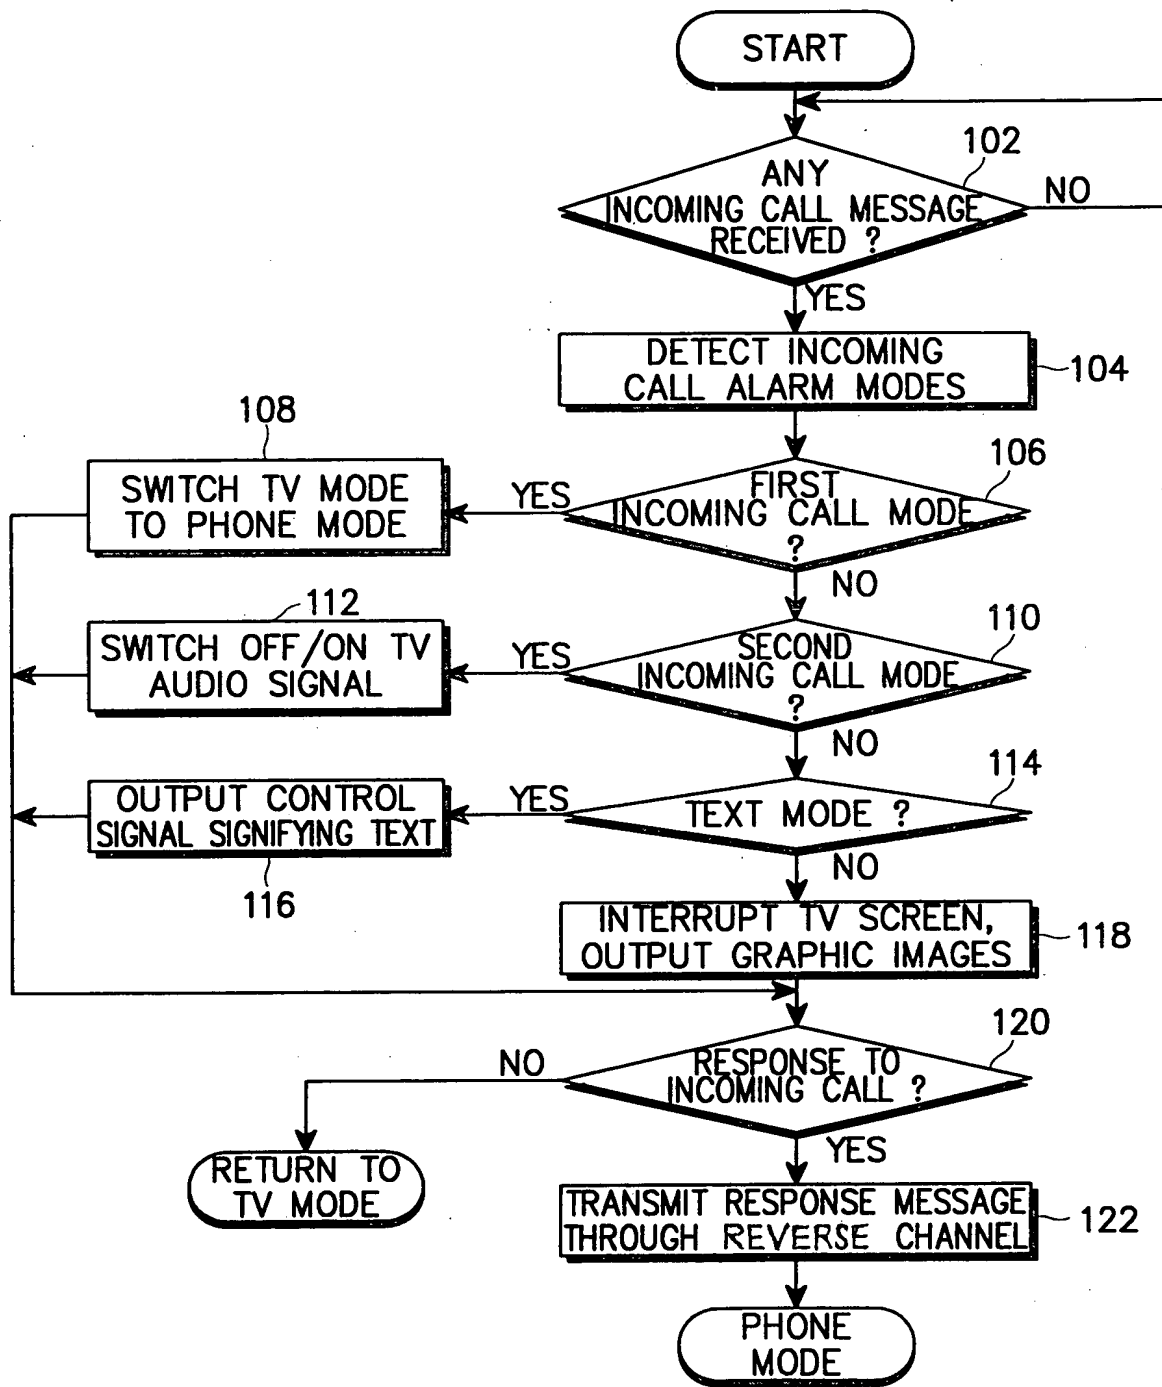 START
102
ANY
INCOMING CALL MESSAGE
RECEIVED ?
NO
YES
DETECT INCOMING
CALL ALARM MODES
104
108
SWITCH TV MODE
TO PHONE MODE
YES
FIRST
INCOMING CALL MODE
?
106
NO
112
SWITCH OFF/ON TV
AUDIO SIGNAL
YES
SECOND
INCOMING CALL MODE
?
110
NO
OUTPUT CONTROL
SIGNAL SIGNIFYING TEXT
116
YES
TEXT MODE ?
114
NO
INTERRUPT TV SCREEN,
OUTPUT GRAPHIC IMAGES
118
120
RESPONSE TO
INCOMING CALL ?
NO
RETURN TO
TV MODE
YES
TRANSMIT RESPONSE MESSAGE
THROUGH REVERSE CHANNEL
122
PHONE
MODE